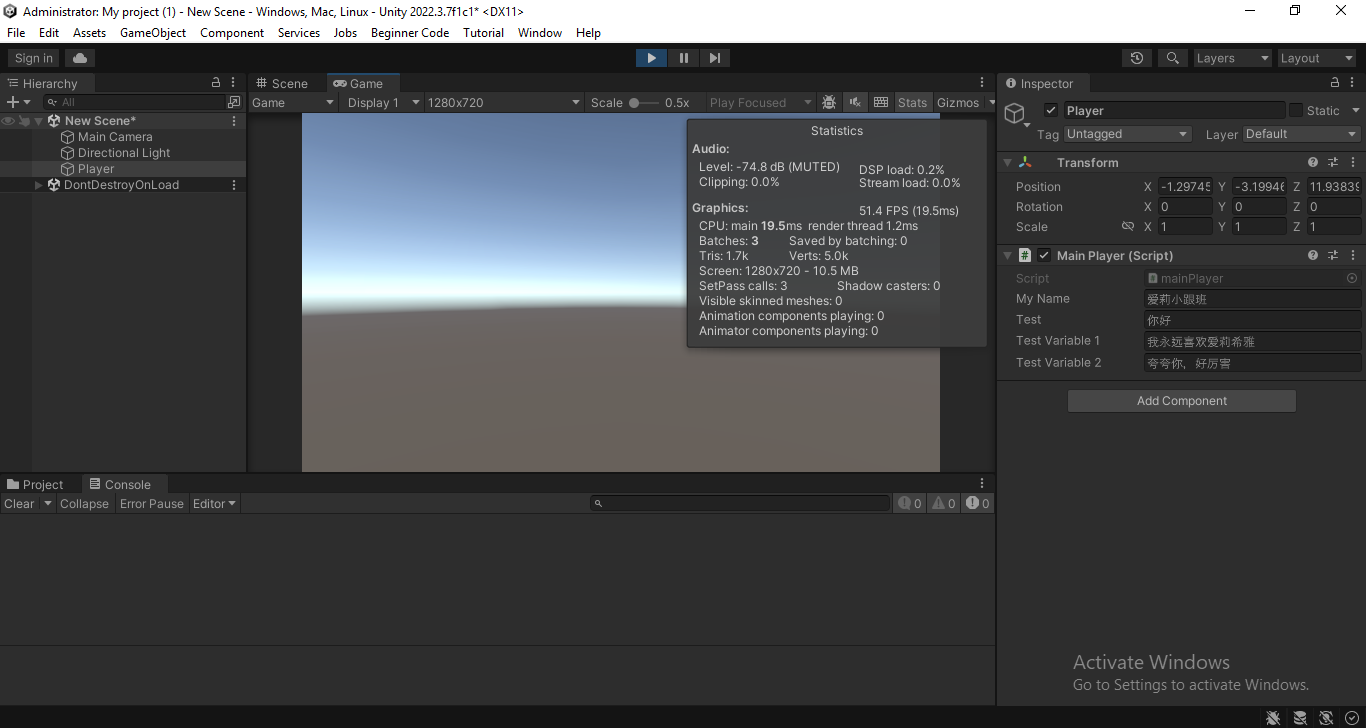 Administrator: My project (1) - New Scene - Windows, Mac, Linux - Unity 2022.3.7f1c1* <DX11>
File Edit Assets GameObject Component Services Jobs Beginner Code Tutorial Window Help
Sign in
Layers
Layout
Hierarchy
All
New Scene*
Main Camera
Directional Light
Player
DontDestroyOnLoad
Scene Game
Game Display 1 1280x720 Scale 0.5x Play Focused Stats Gizmos
Statistics
Audio:
Level: -74.8 dB (MUTED) DSP load: 0.2%
Clipping: 0.0% Stream load: 0.0%
Graphics: 51.4 FPS (19.5ms)
CPU: main 19.5ms render thread 1.2ms
Batches: 3 Saved by batching: 0
Tris: 1.7k Verts: 5.0k
Screen: 1280x720 - 10.5 MB
SetPass calls: 3 Shadow casters: 0
Visible skinned meshes: 0
Animation components playing: 0
Animator components playing: 0
Inspector
Player Static
Tag Untagged Layer Default
Transform
Position X -1.29745 Y -3.19946 Z 11.93839
Rotation X 0 Y 0 Z 0
Scale X 1 Y 1 Z 1
# Main Player (Script)
Script mainPlayer
My Name 爱莉小跟班
Test 你好
Test Variable 1 我永远喜欢爱莉希雅
Test Variable 2 夸夸你，好厉害
Add Component
Project Console
Clear Collapse Error Pause Editor 0 0 0
Activate Windows
Go to Settings to activate Windows.